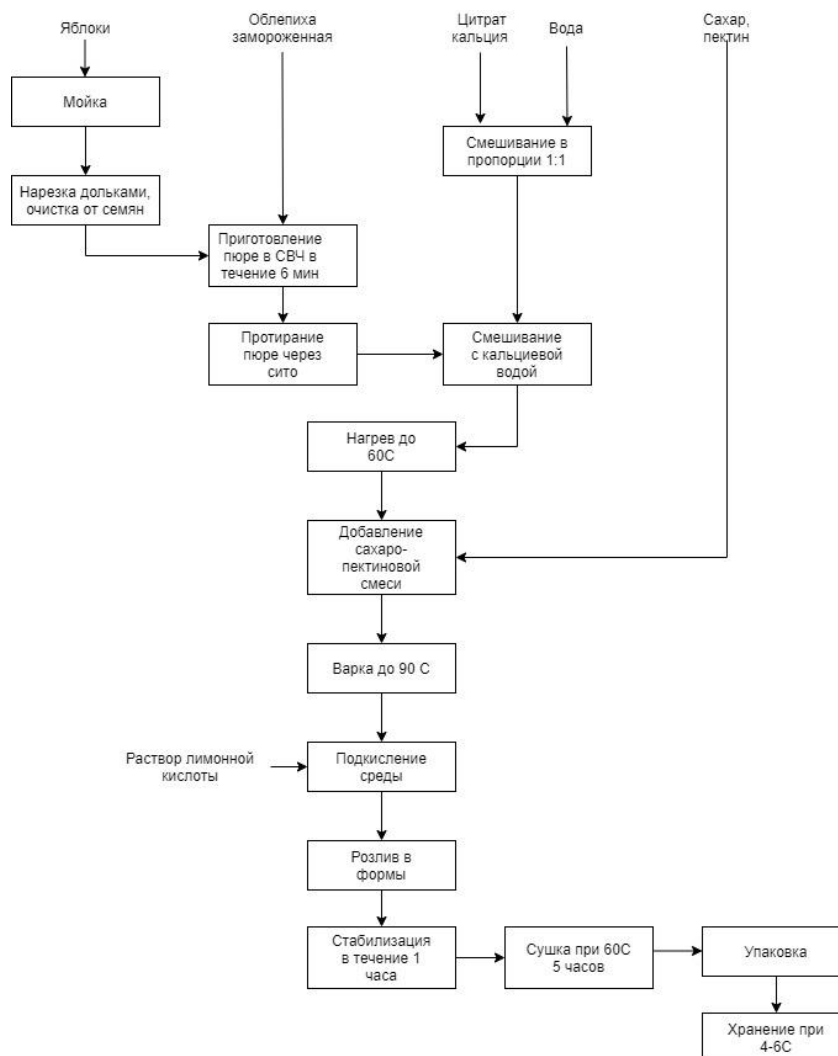 Яблоки
Облепиха
замороженная
Цитрат
кальция
Вода
Сахар,
пектин
Мойка
Смешивание в
пропорции 1:1
Нарезка дольками,
очистка от семян
Приготовление
пюре в СВЧ в
течение 6 мин
Протирание
пюре через
сито
Смешивание
с кальциевой
водой
Нагрев до
60С
Добавление
сахаро-
пектиновой
смеси
Варка до 90 С
Раствор лимонной
кислоты
Подкисление
среды
Розлив в
формы
Стабилизация
в течение 1
часа
Сушка при 60С
5 часов
Упаковка
Хранение при
4-6С